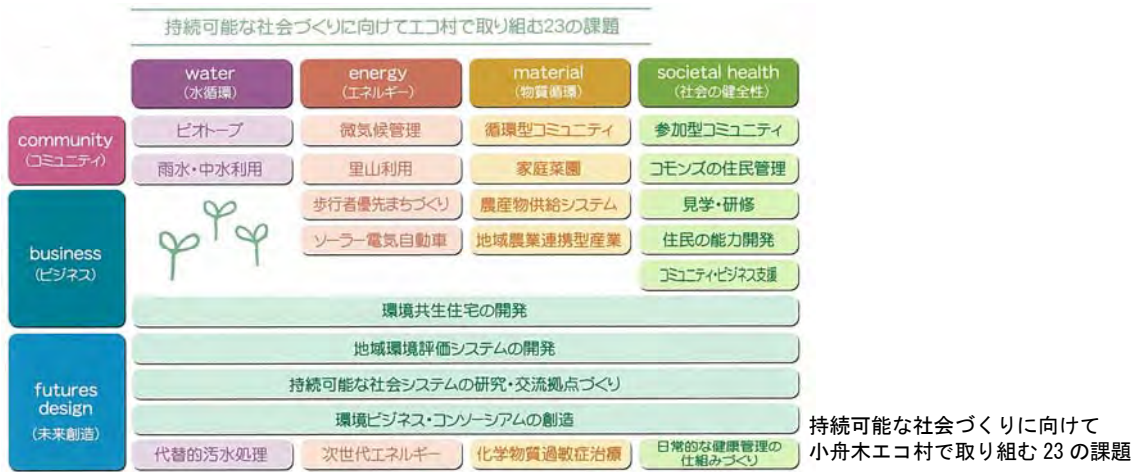 持続可能な社会づくりに向けてエコ村で取り組む23の課題
water
(水循環)
energy
(エネルギー)
material
(物質循環)
societal health
(社会の健全性)
community
(コミュニティ)
ビオトープ
微気候管理
循環型コミュニティ
参加型コミュニティ
雨水・中水利用
里山利用
家庭菜園
コモンズの住民管理
business
(ビジネス)
歩行者優先まちづくり
農産物供給システム
見学・研修
ソーラー電気自動車
地域農業連携型産業
住民の能力開発
コミュニティ・ビジネス支援
環境共生住宅の開発
futures
design
(未来創造)
地域環境評価システムの開発
持続可能な社会システムの研究・交流拠点づくり
環境ビジネス・コンソーシアムの創造
代替的汚水処理
次世代エネルギー
化学物質過敏症治療
日常的な健康管理の
仕組みづくり
持続可能な社会づくりに向けて
小舟木エコ村で取り組む 23 の課題